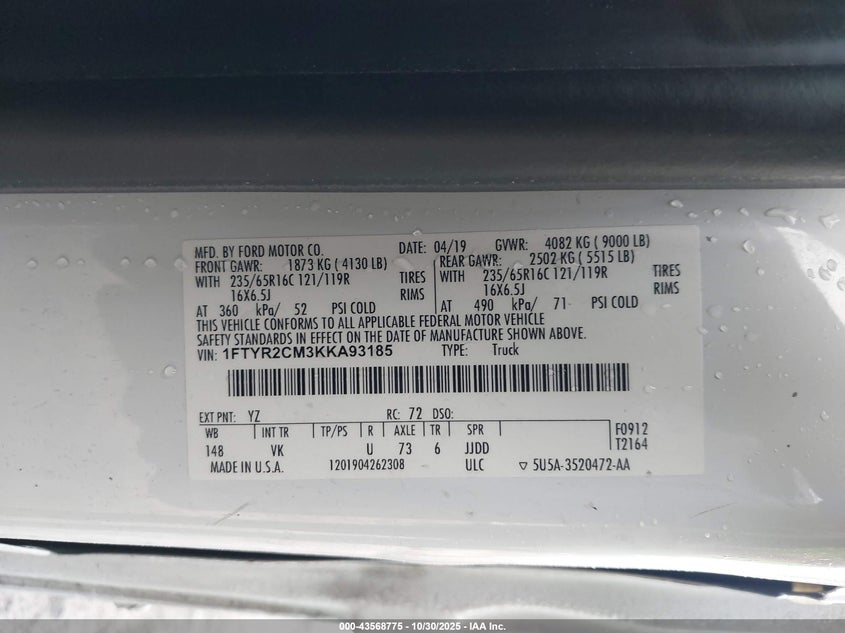 MFD. BY FORD MOTOR CO. DATE: 04/19 GVWR: 4082 KG ( 9000 LB)
FRONT GAWR: 1873 KG ( 4130 LB) REAR GAWR: 2502 KG ( 5515 LB)
WITH 235/65R16C 121/119R TIRES WITH 235/65R16C 121/119R TIRES
16X6.5J RIMS 16X6.5J RIMS
AT 360 kPa/ 52 PSI COLD AT 490 kPa/ 71 PSI COLD
THIS VEHICLE CONFORMS TO ALL APPLICABLE FEDERAL MOTOR VEHICLE
SAFETY STANDARDS IN EFFECT ON THE DATE OF MANUFACTURE SHOWN ABOVE.
VIN: 1FTYR2CM3KKA93185 TYPE: Truck
EXT PNT: YZ RC: 72 DSO:
WB INT TR TP/PS R AXLE TR SPR F0912
148 VK U 73 6 JJDD T2164
MADE IN U.S.A. 1201904262308 ULC ▽ 5U5A-3520472-AA
000-43568775 • 10/30/2025 • IAA Inc.